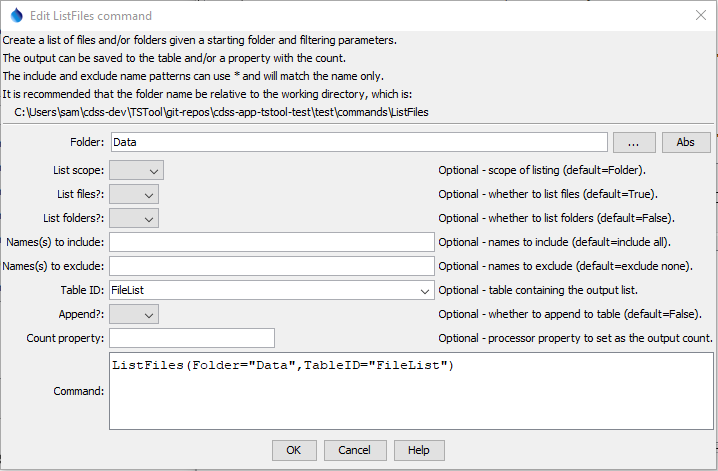 Edit ListFiles command
Create a list of files and/or folders given a starting folder and filtering parameters.
The output can be saved to the table and/or a property with the count.
The include and exclude name patterns can use * and will match the name only.
It is recommended that the folder name be relative to the working directory, which is:
C:\Users\sam\cdss-dev\TSTool\git-repos\cdss-app-tstool-test\test\commands\ListFiles
Folder: Data ... Abs
List scope: Optional - scope of listing (default=Folder).
List files?: Optional - whether to list files (default=True).
List folders?: Optional - whether to list folders (default=False).
Names(s) to include: Optional - names to include (default=include all).
Names(s) to exclude: Optional - names to exclude (default=exclude none).
Table ID: FileList Optional - table containing the output list.
Append?: Optional - whether to append to table (default=False).
Count property: Optional - processor property to set as the output count.
ListFiles(Folder="Data",TableID="FileList")
Command:
OK Cancel Help